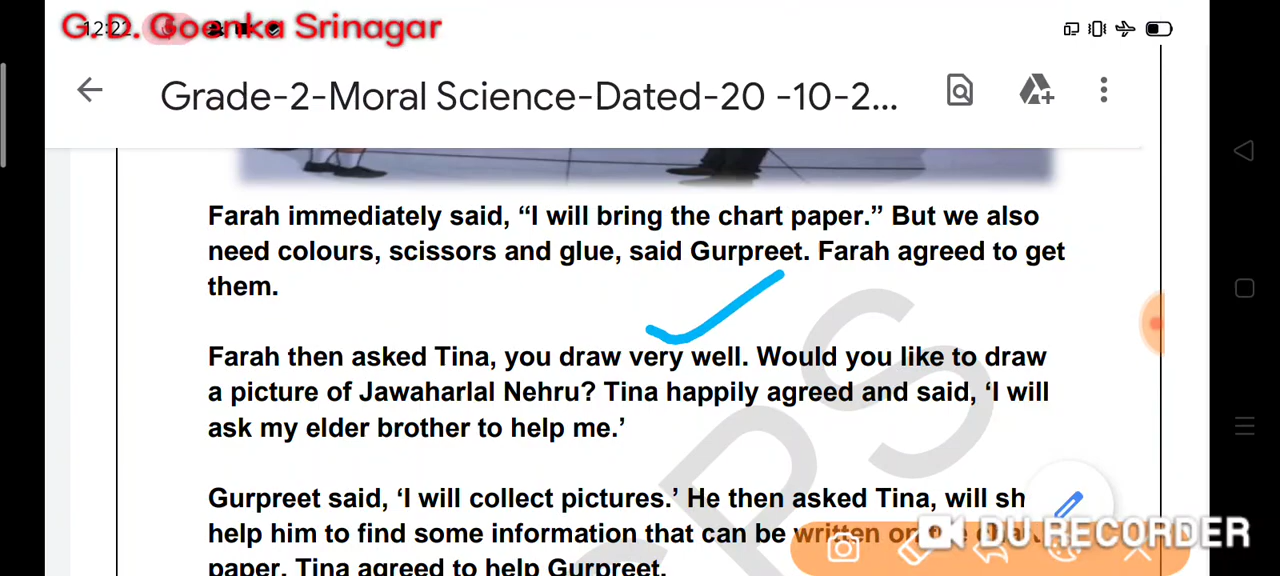 G.D. Goenka Srinagar
12:22
Grade-2-Moral Science-Dated-20 -10-2...
Farah immediately said, “I will bring the chart paper.” But we also
need colours, scissors and glue, said Gurpreet. Farah agreed to get
them.
Farah then asked Tina, you draw very well. Would you like to draw
a picture of Jawaharlal Nehru? Tina happily agreed and said, ‘I will
ask my elder brother to help me.’
Gurpreet said, ‘I will collect pictures.’ He then asked Tina, will sh
help him to find some information that can be written on
paper. Tina agreed to help Gurpreet.
DU RECORDER